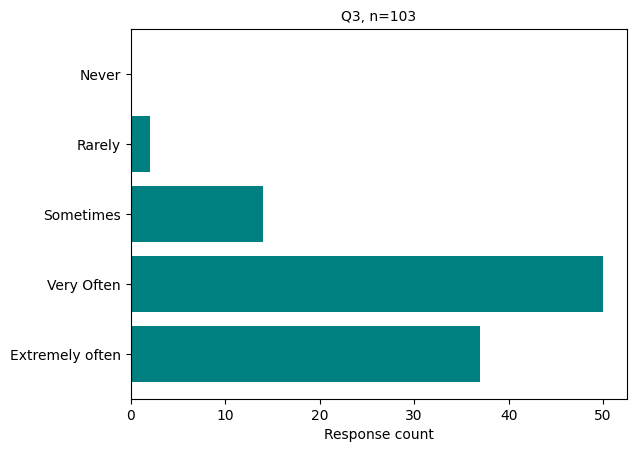 Q3, n=103
Never
Rarely
Sometimes
Very Often
Extremely often
0 10 20 30 40 50
Response count